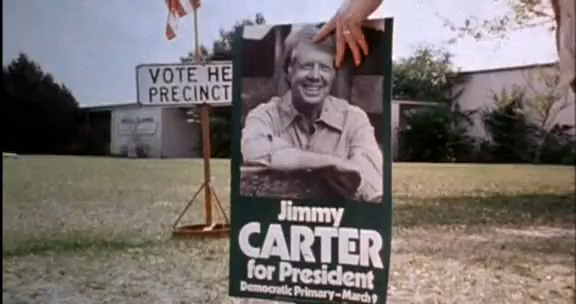 VOTE HE
PRECINCT
Jimmy
CARTER
for President
Democratic Primary-March 9